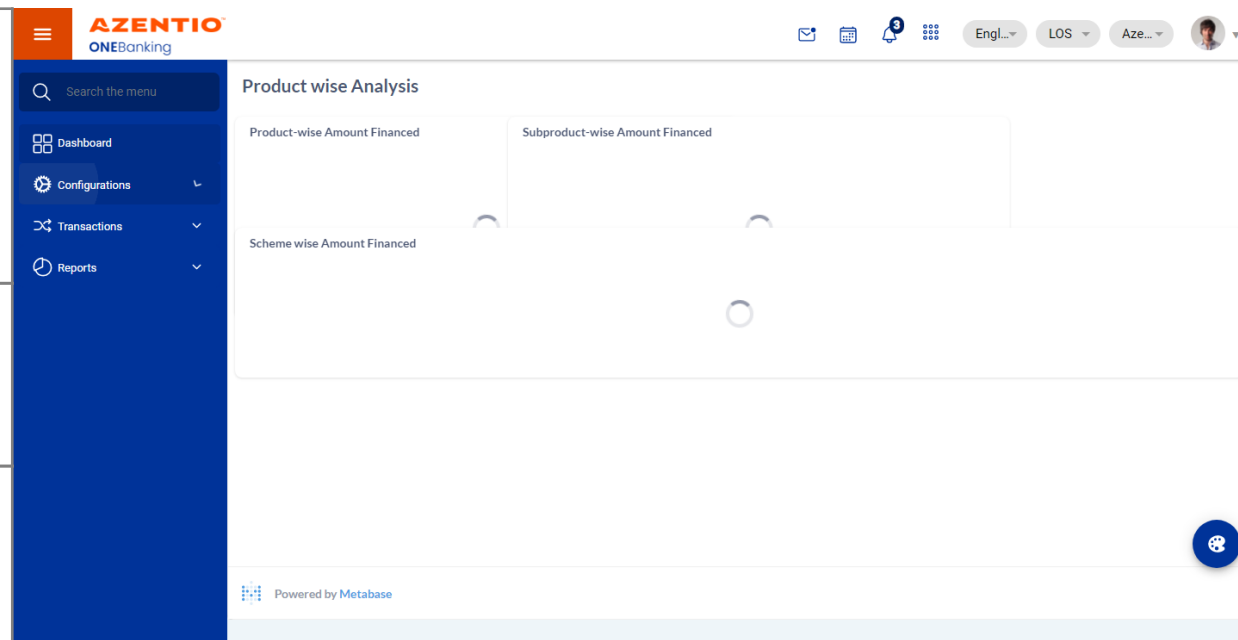 AZENTIO
ONEBanking
3
Engl...
LOS
Aze...
Search the menu
Dashboard
Configurations
Transactions
Reports
Product wise Analysis
Product-wise Amount Financed
Subproduct-wise Amount Financed
Scheme wise Amount Financed
Powered by Metabase